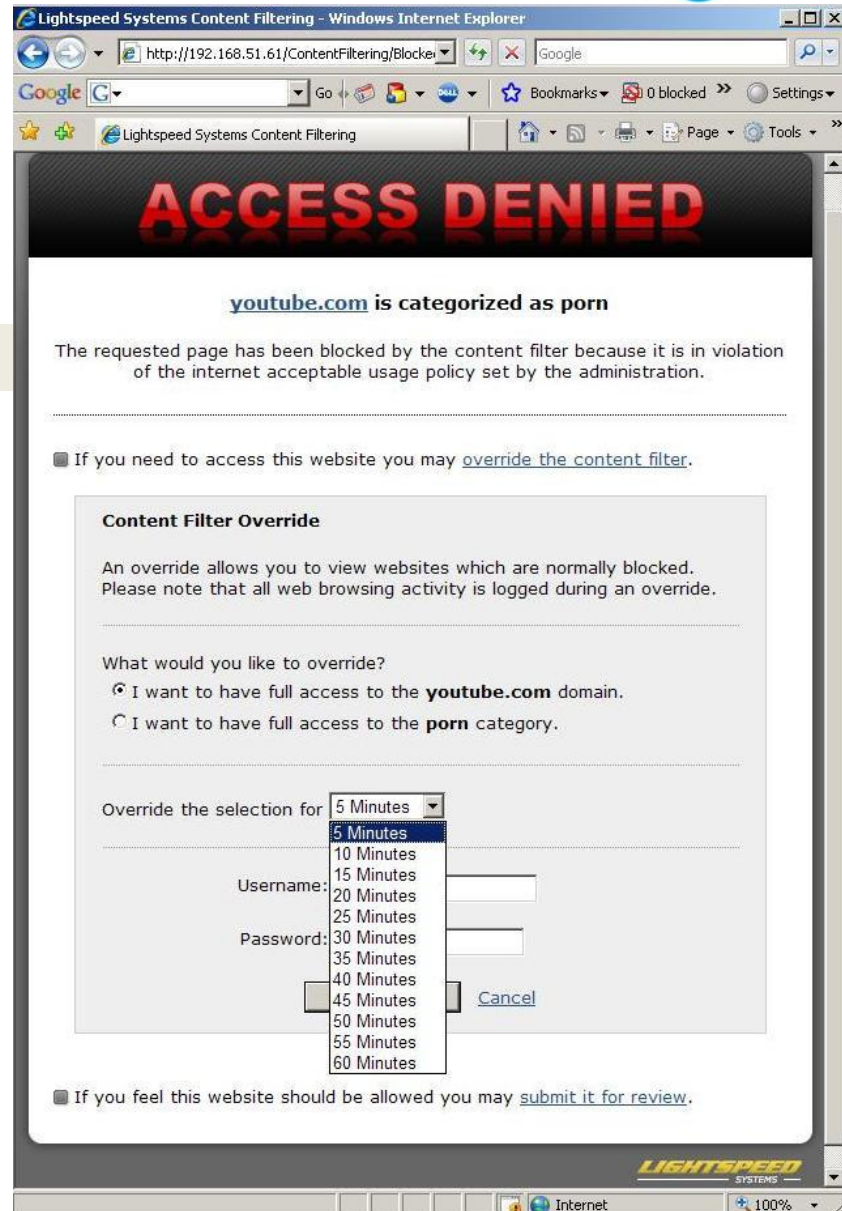 Lightspeed Systems Content Filtering - Windows Internet Explorer
http://192.168.51.61/ContentFiltering/Blocke Google
Google G Go Bookmarks 0 blocked » Settings
Lightspeed Systems Content Filtering Page Tools »
ACCESS DENIED
youtube.com is categorized as porn
The requested page has been blocked by the content filter because it is in violation
of the internet acceptable usage policy set by the administration.
If you need to access this website you may override the content filter.
Content Filter Override
An override allows you to view websites which are normally blocked.
Please note that all web browsing activity is logged during an override.
What would you like to override?
I want to have full access to the youtube.com domain.
I want to have full access to the porn category.
Override the selection for 5 Minutes
5 Minutes
10 Minutes
15 Minutes
20 Minutes
25 Minutes
30 Minutes
35 Minutes
40 Minutes
45 Minutes
50 Minutes
55 Minutes
60 Minutes
Username:
Password:
Cancel
If you feel this website should be allowed you may submit it for review.
LIGHTSPEED
SYSTEMS
Internet 100%